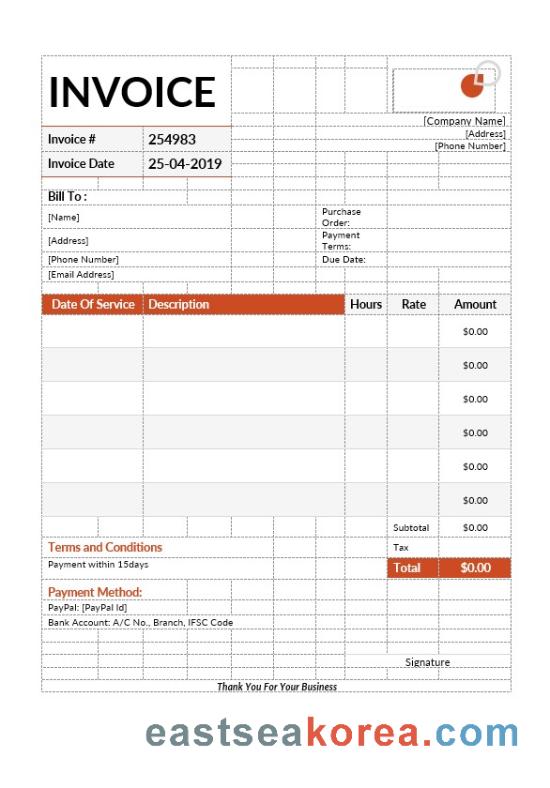 INVOICE
[Company Name]
[Address]
[Phone Number]
Invoice # 254983
Invoice Date 25-04-2019
Bill To :
[Name]
Purchase
Order:
[Address]
Payment
Terms:
[Phone Number] Due Date:
[Email Address]
Date Of Service Description Hours Rate Amount
$0.00
$0.00
$0.00
$0.00
$0.00
$0.00
Subtotal $0.00
Terms and Conditions Tax
Payment within 15days Total $0.00
Payment Method:
PayPal: [PayPal Id]
Bank Account: A/C No., Branch, IFSC Code
Signature
Thank You For Your Business
eastseakorea.com